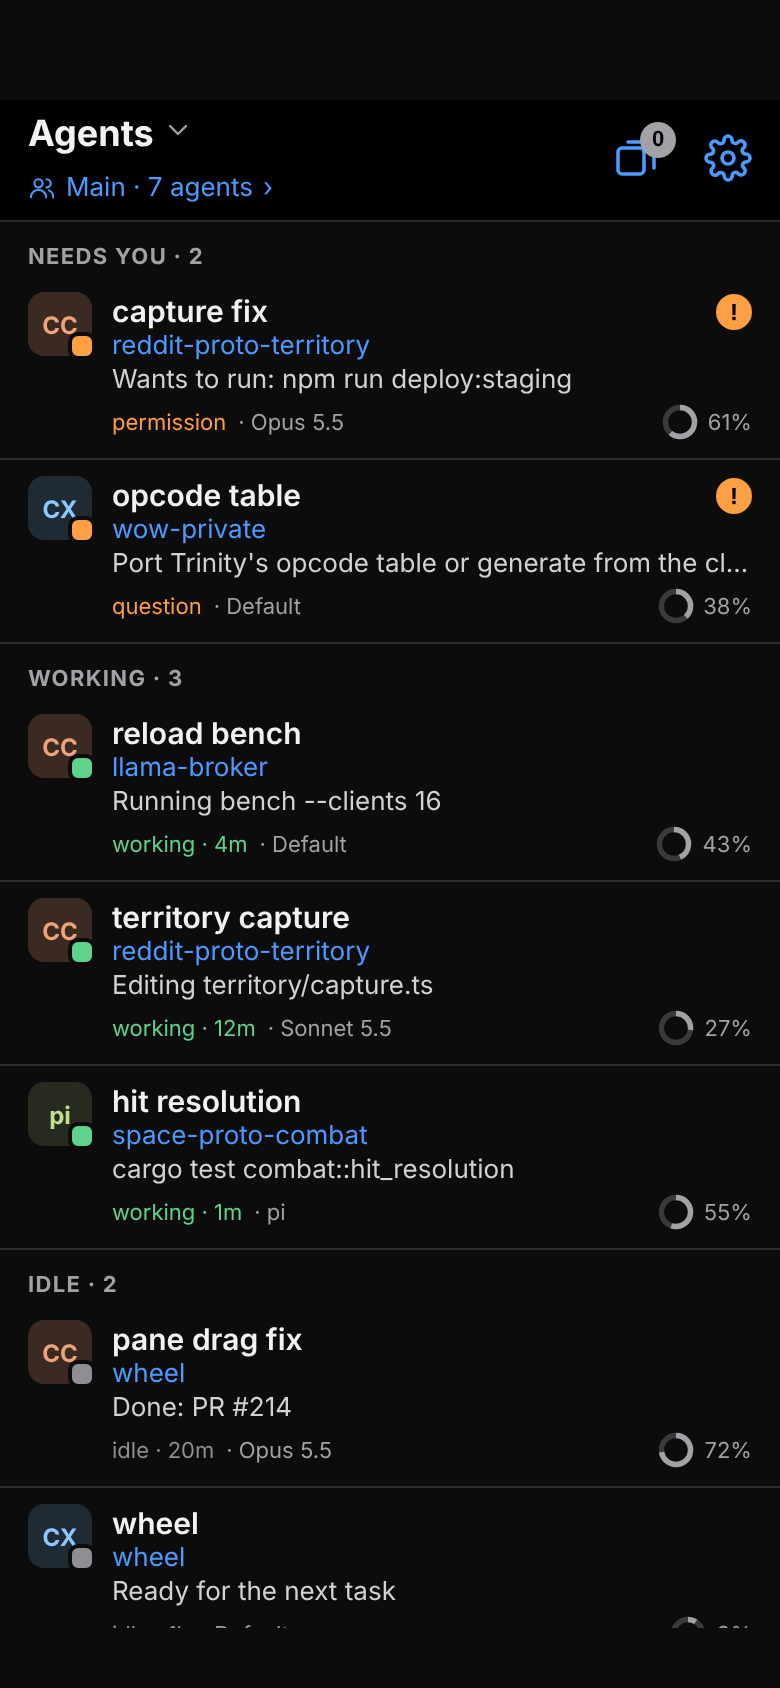 Agents
0
Main · 7 agents ›
NEEDS YOU · 2
CC
capture fix
!
reddit-proto-territory
Wants to run: npm run deploy:staging
permission · Opus 5.5
61%
CX
opcode table
!
wow-private
Port Trinity's opcode table or generate from the cl...
question · Default
38%
WORKING · 3
CC
reload bench
llama-broker
Running bench --clients 16
working · 4m · Default
43%
CC
territory capture
reddit-proto-territory
Editing territory/capture.ts
working · 12m · Sonnet 5.5
27%
pi
hit resolution
space-proto-combat
cargo test combat::hit_resolution
working · 1m · pi
55%
IDLE · 2
CC
pane drag fix
wheel
Done: PR #214
idle · 20m · Opus 5.5
72%
CX
wheel
wheel
Ready for the next task